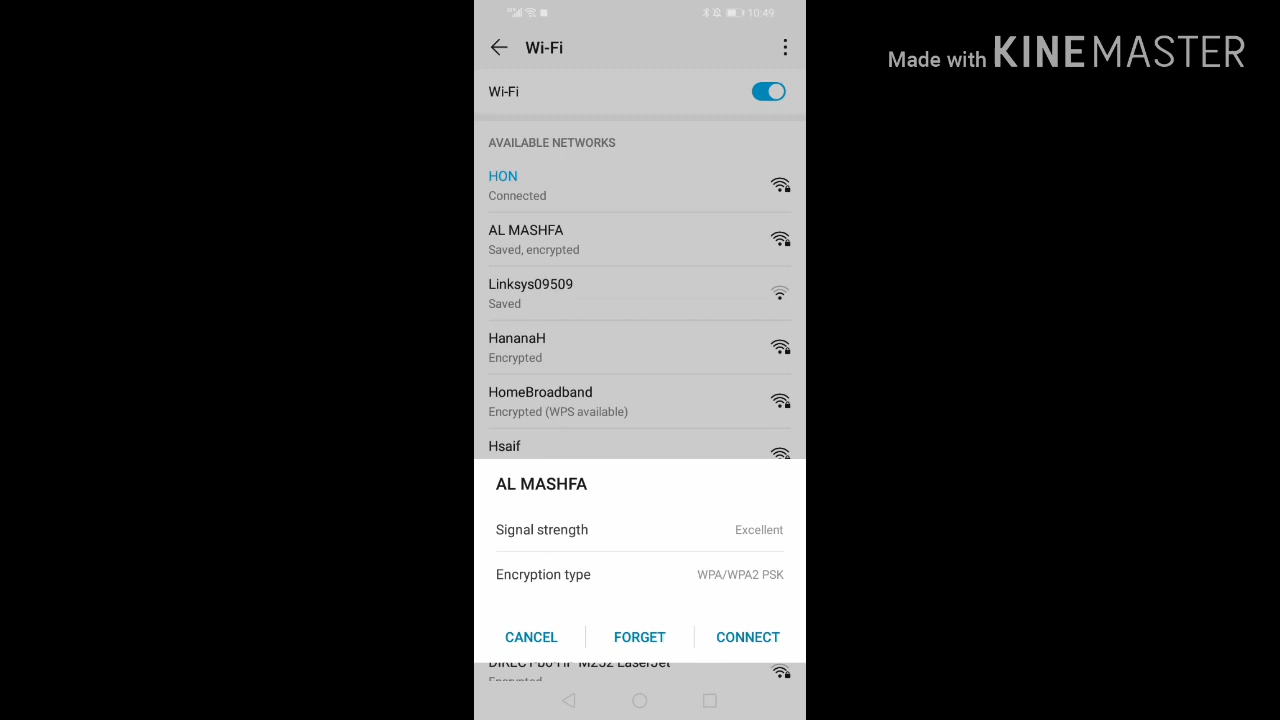 10:49
Made with KINEMASTER
Wi-Fi
Wi-Fi
AVAILABLE NETWORKS
HON
Connected
AL MASHFA
Saved, encrypted
Linksys09509
Saved
HananaH
Encrypted
HomeBroadband
Encrypted (WPS available)
Hsaif
AL MASHFA
Signal strength Excellent
Encryption type WPA/WPA2 PSK
CANCEL FORGET CONNECT
LaserJet
Encrypted